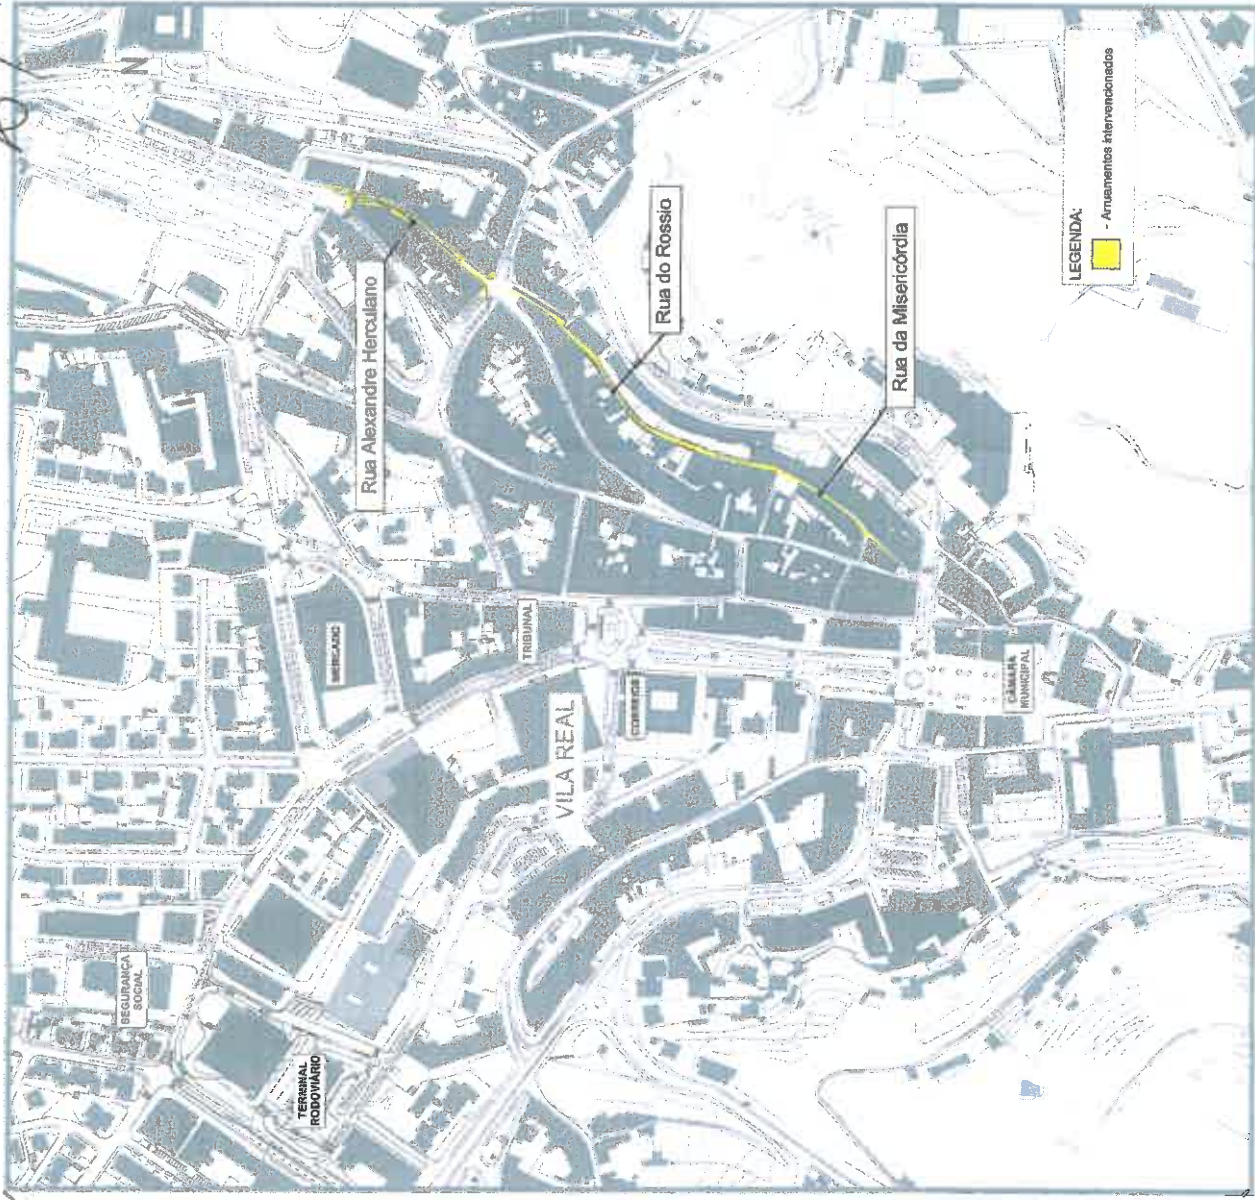 N
SEGURANÇA
SOCIAL
TERMINAL
RODOVIÁRIO
MERCADO
Rua Alexandre Herculano
TRIBUNAL
VILA REAL
CORREIOS
Rua do Rossio
Rua da Misericórdia
CÂMARA
MUNICIPAL
LEGENDA:
- Arruamentos intervencionados